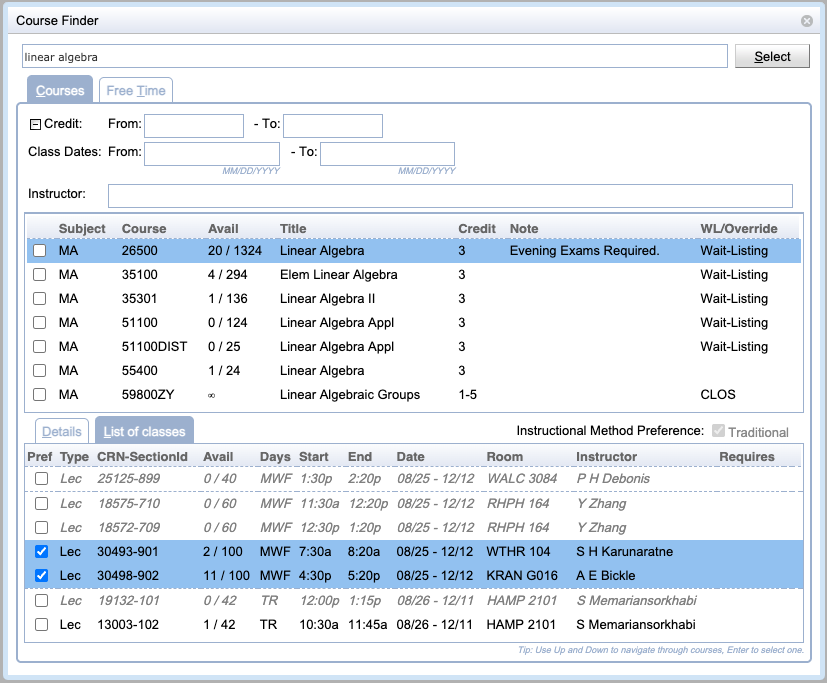 Course Finder
linear algebra Select
Courses Free Time
Credit: From: - To:
Class Dates: From: - To:
MM/DD/YYYY MM/DD/YYYY
Instructor:
Subject Course Avail Title Credit Note WL/Override
MA 26500 20 / 1324 Linear Algebra 3 Evening Exams Required. Wait-Listing
MA 35100 4 / 294 Elem Linear Algebra 3 Wait-Listing
MA 35301 1 / 136 Linear Algebra II 3 Wait-Listing
MA 51100 0 / 124 Linear Algebra Appl 3 Wait-Listing
MA 51100DIST 0 / 25 Linear Algebra Appl 3 Wait-Listing
MA 55400 1 / 24 Linear Algebra 3
MA 59800ZY ∞ Linear Algebraic Groups 1-5 CLOS
Details List of classes Instructional Method Preference: Traditional
Pref Type CRN-SectionId Avail Days Start End Date Room Instructor Requires
Lec 25125-899 0 / 40 MWF 1:30p 2:20p 08/25 - 12/12 WALC 3084 P H Debonis
Lec 18575-710 0 / 60 MWF 11:30a 12:20p 08/25 - 12/12 RHPH 164 Y Zhang
Lec 18572-709 0 / 60 MWF 12:30p 1:20p 08/25 - 12/12 RHPH 164 Y Zhang
Lec 30493-901 2 / 100 MWF 7:30a 8:20a 08/25 - 12/12 WTHR 104 S H Karunaratne
Lec 30498-902 11 / 100 MWF 4:30p 5:20p 08/25 - 12/12 KRAN G016 A E Bickle
Lec 19132-101 0 / 42 TR 12:00p 1:15p 08/26 - 12/11 HAMP 2101 S Memariansorkhabi
Lec 13003-102 1 / 42 TR 10:30a 11:45a 08/26 - 12/11 HAMP 2101 S Memariansorkhabi
Tip: Use Up and Down to navigate through courses, Enter to select one.